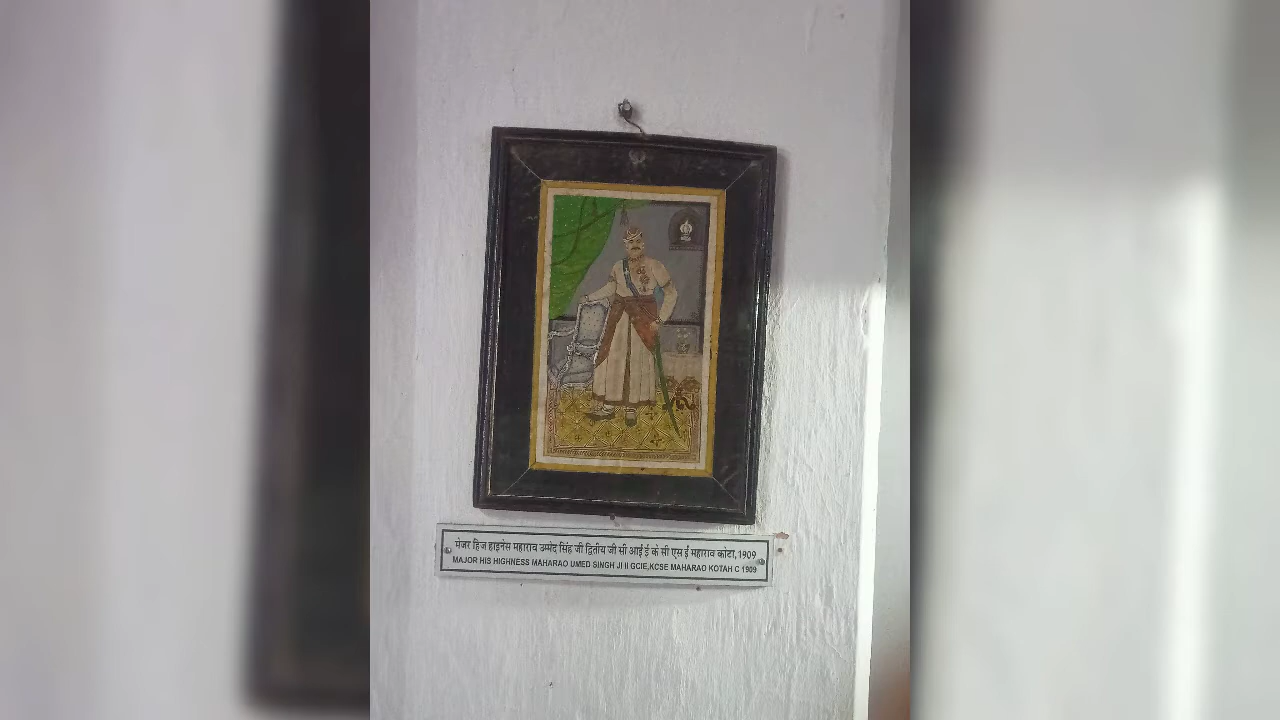 मेजर हिज हाइनेस महाराव उम्मेद सिंह जी द्वितीय जी सी आई ई के सी एस ई महाराव कोटा, 1909
MAJOR HIS HIGHNESS MAHARAO UMED SINGH JI II GCIE,KCSE MAHARAO KOTAH C 1909